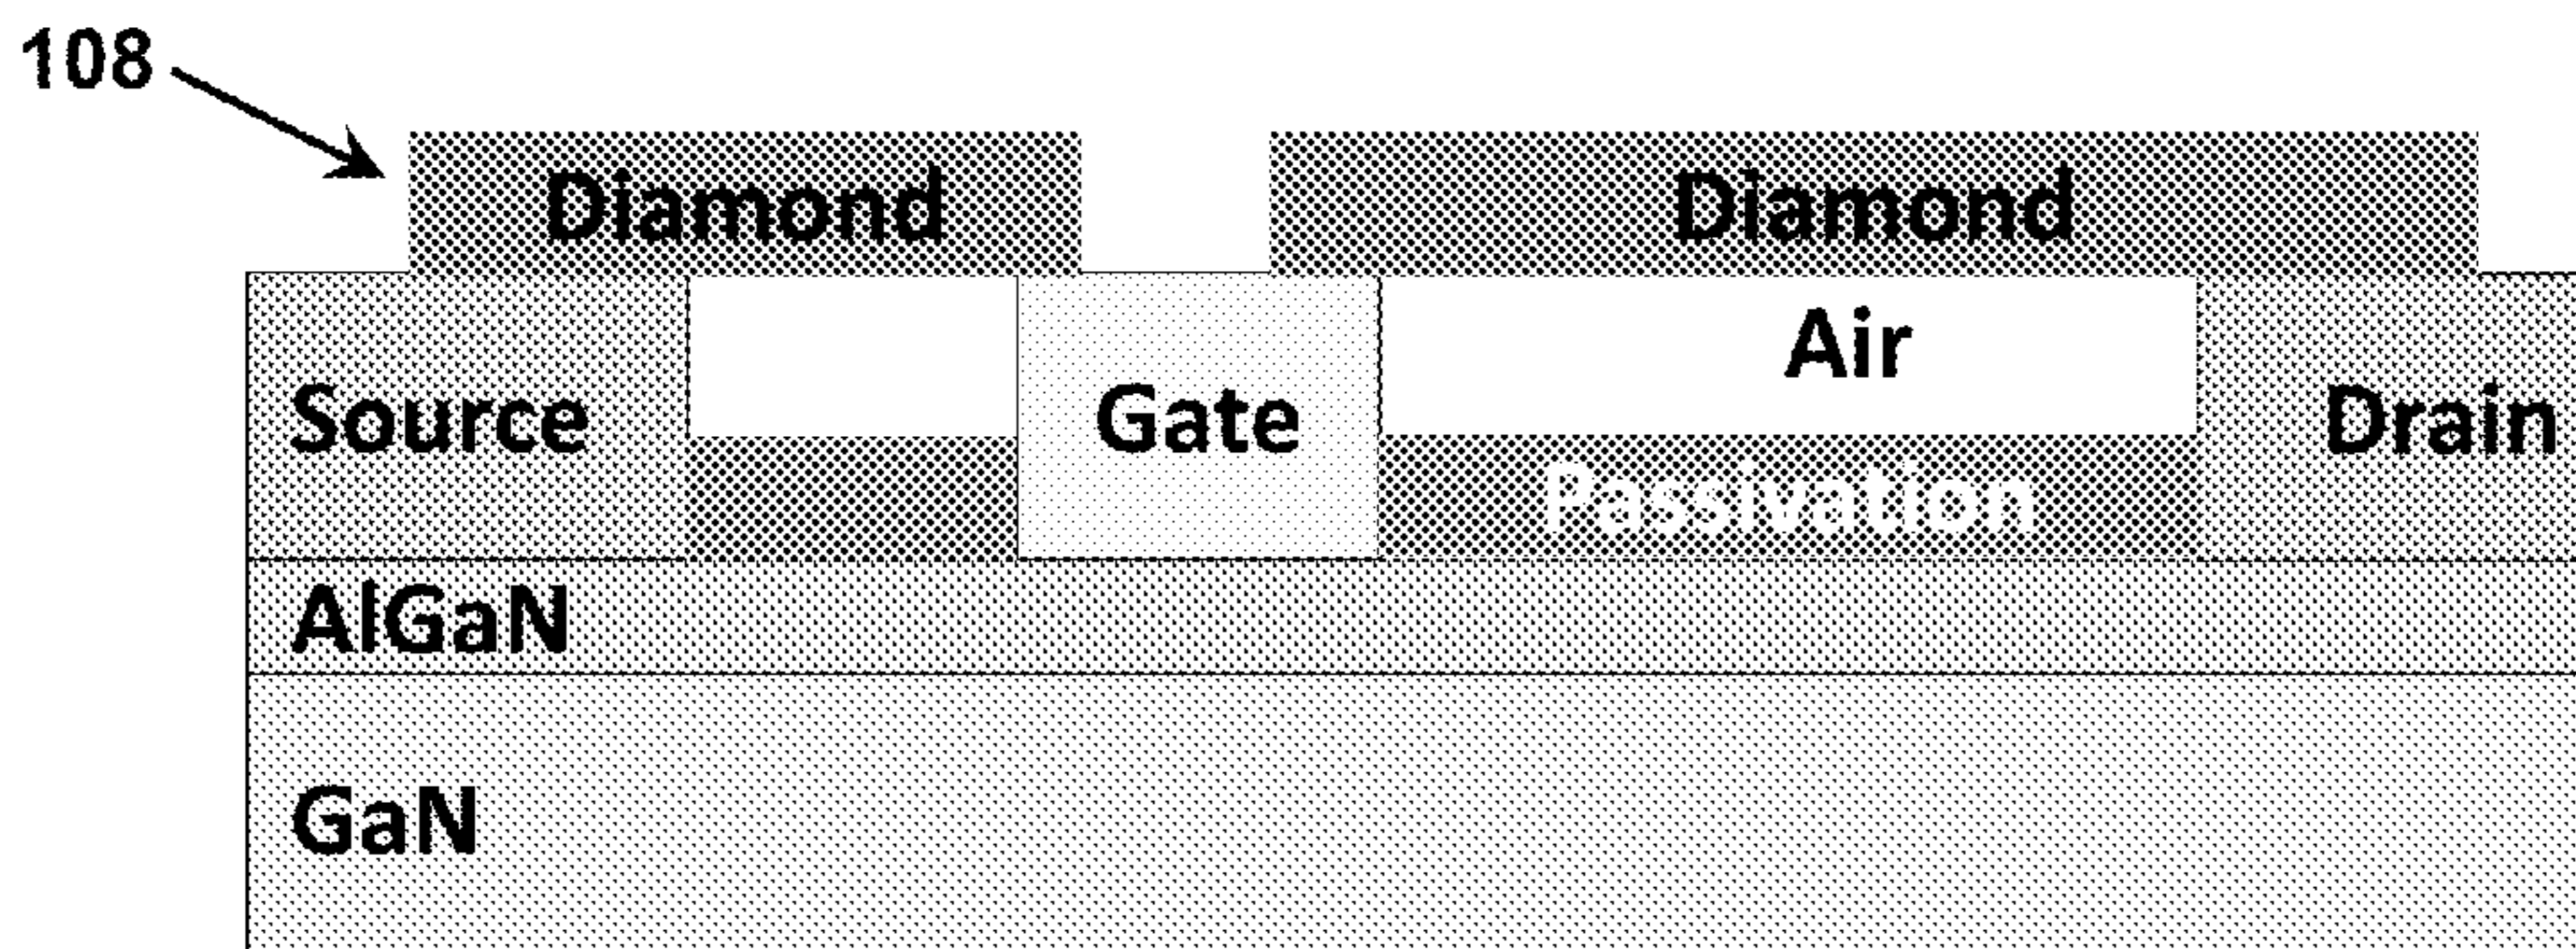 108
Diamond Diamond
Air
Source Gate Drain
Passivation
AlGaN
GaN